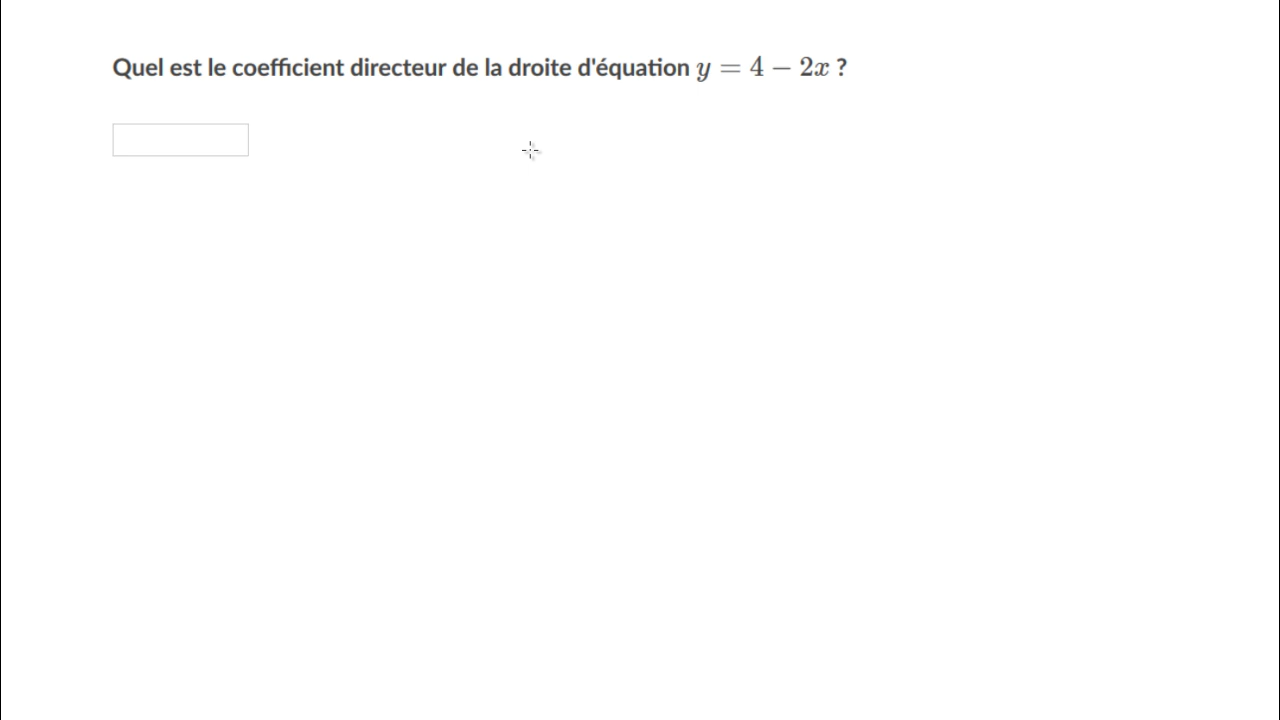 Quel est le coefficient directeur de la droite d'équation y = 4 − 2x ?